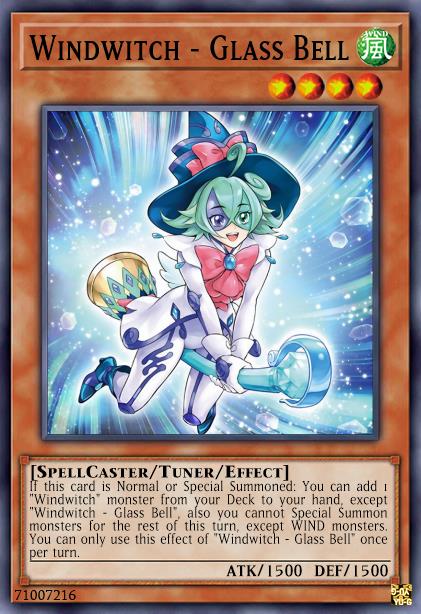 Windwitch - Glass Bell
WIND
風
[SpellCaster/Tuner/Effect]
If this card is Normal or Special Summoned: You can add 1
"Windwitch" monster from your Deck to your hand, except
"Windwitch - Glass Bell", also you cannot Special Summon
monsters for the rest of this turn, except WIND monsters.
You can only use this effect of "Windwitch - Glass Bell" once
per turn.
ATK/1500 DEF/1500
71007216